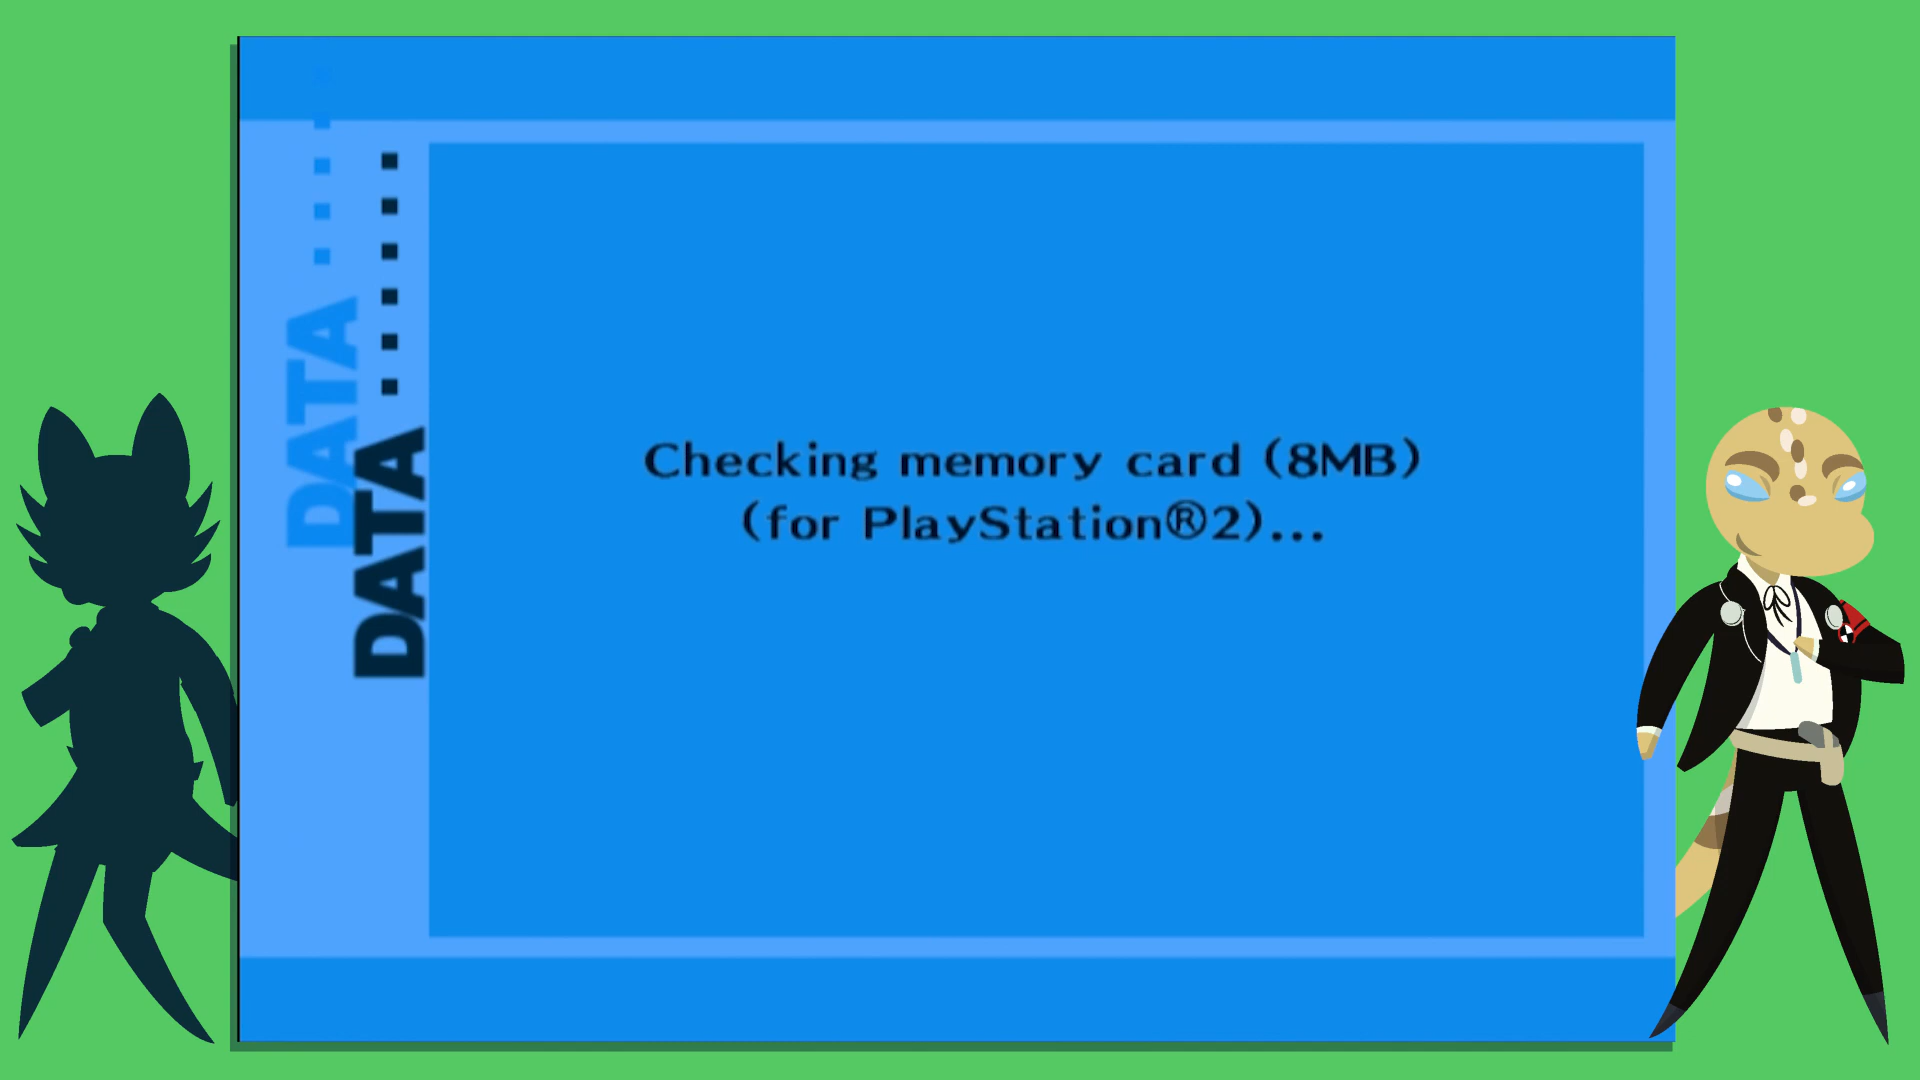 DATA ......
DATA ......
Checking memory card (8MB)
(for PlayStation®2)...